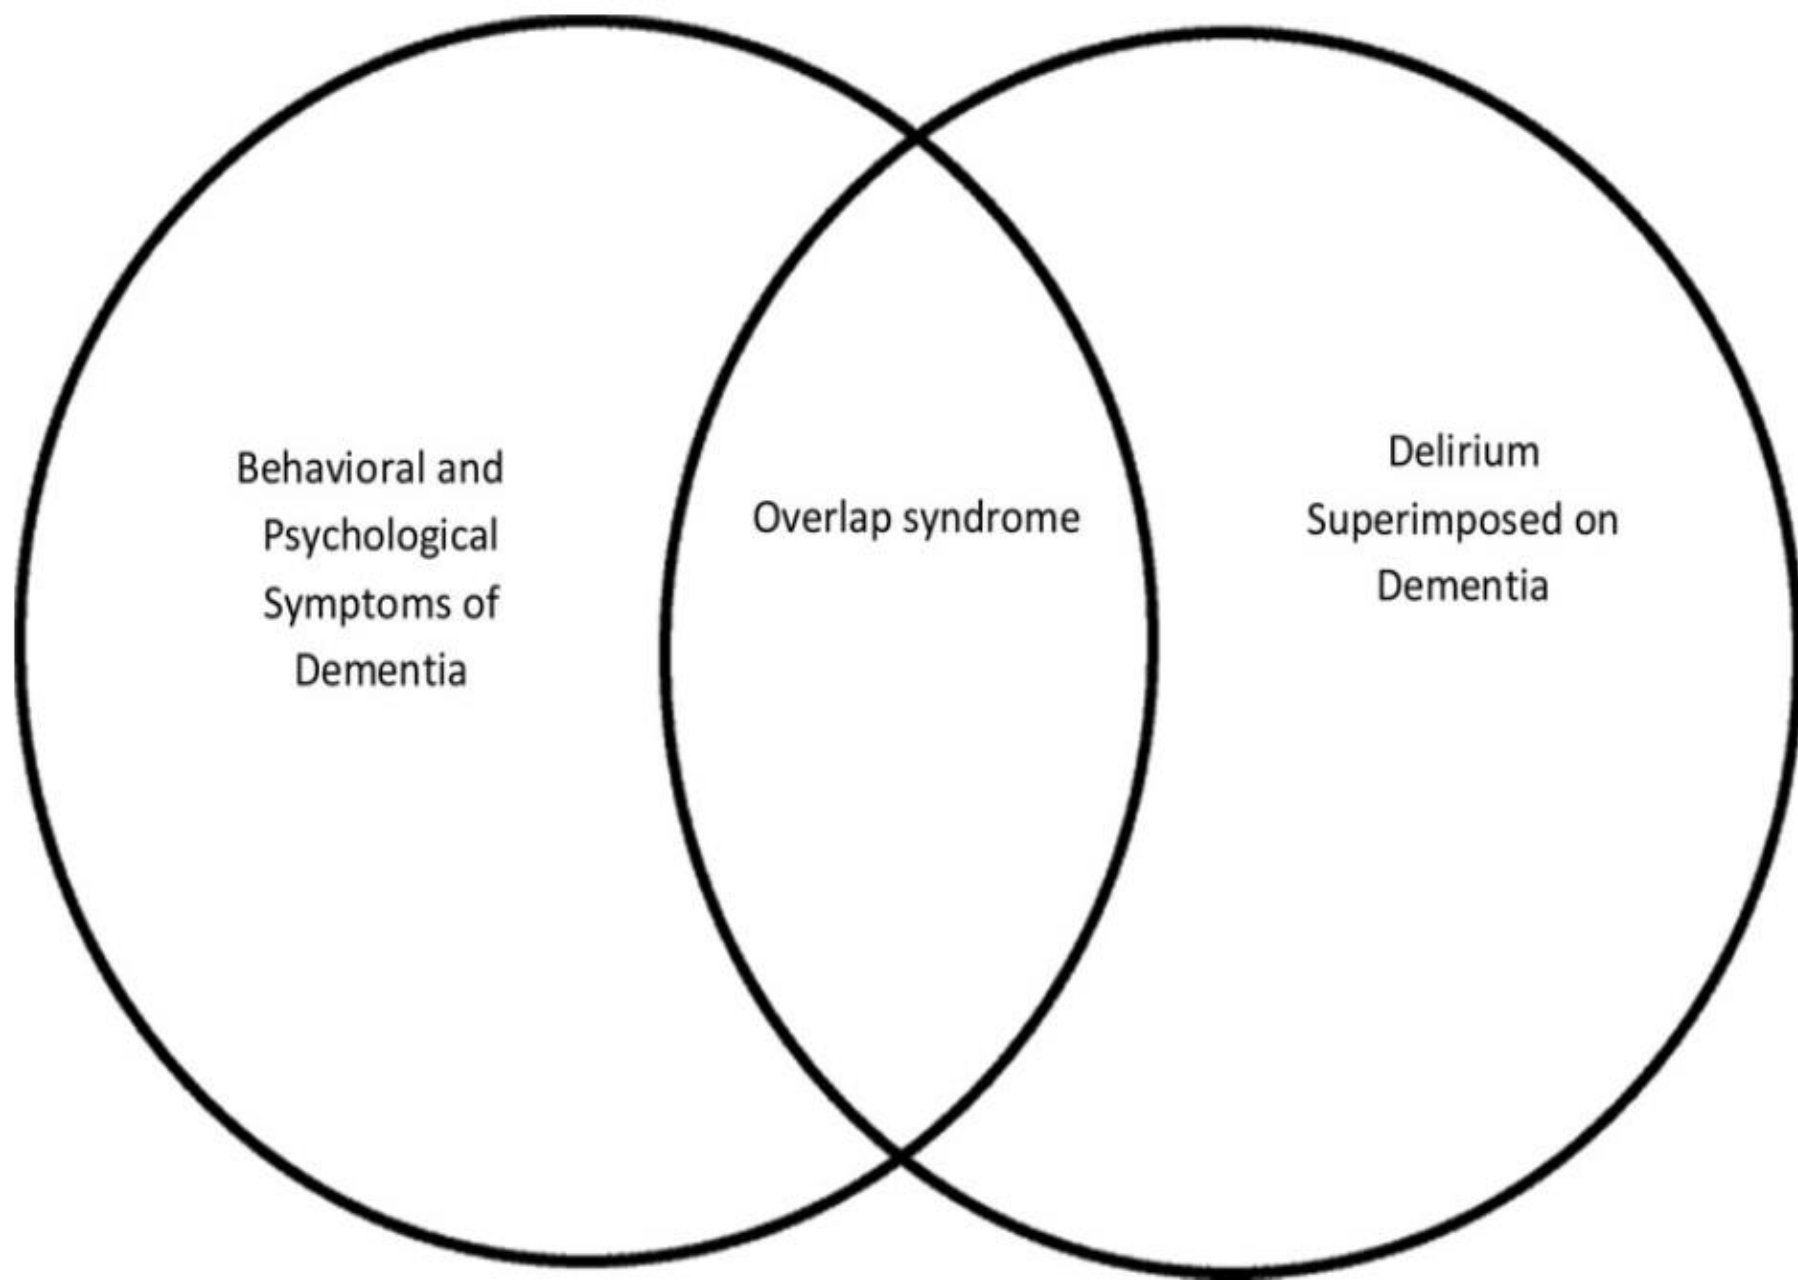 Behavioral and
Psychological
Symptoms of
Dementia
Overlap syndrome
Delirium
Superimposed on
Dementia